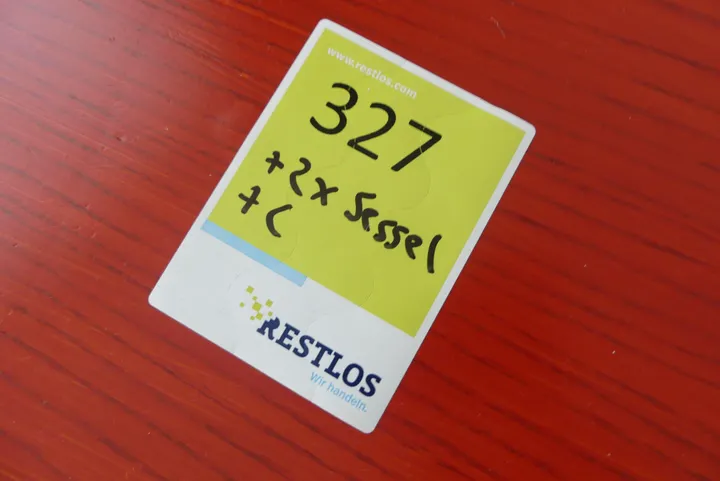 www.restlos.com
327
+ 2x Sessel
+ C
RESTLOS
Wir handeln.